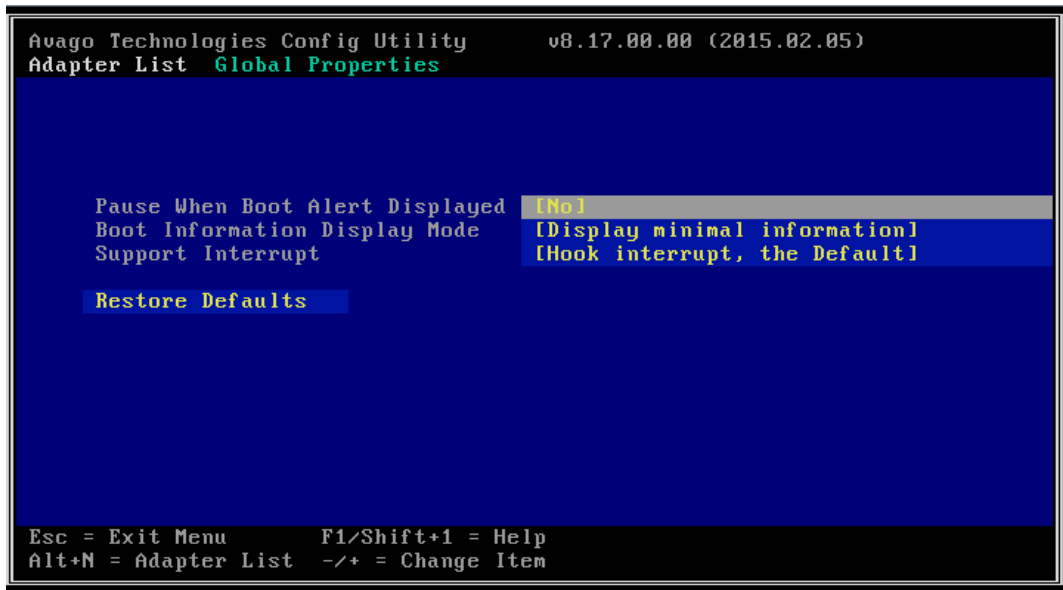 Avago Technologies Config Utility v8.17.00.00 (2015.02.05)
Adapter List Global Properties
Pause When Boot Alert Displayed [No]
Boot Information Display Mode [Display minimal information]
Support Interrupt [Hook interrupt, the Default]
Restore Defaults
Esc = Exit Menu F1/Shift+1 = Help
Alt+N = Adapter List -/+ = Change Item